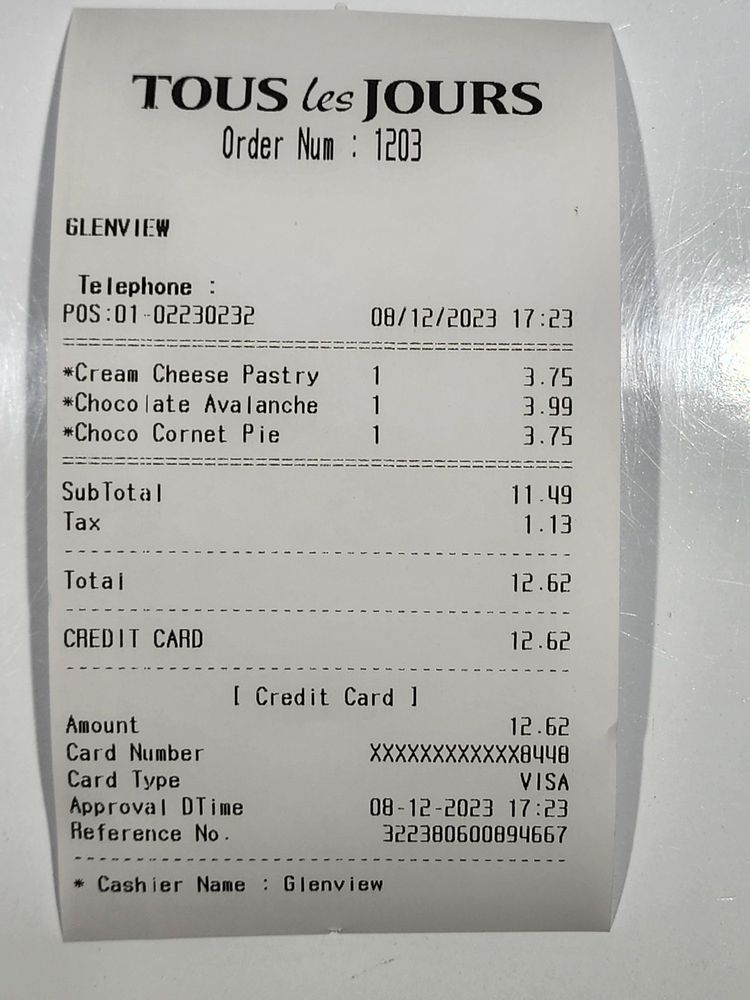 TOUS les JOURS
Order Num : 1203
GLENVIEW
Telephone :
POS:01-02230232 08/12/2023 17:23
*Cream Cheese Pastry 1 3.75
*Chocolate Avalanche 1 3.99
*Choco Cornet Pie 1 3.75
SubTotal 11.49
Tax 1.13
Total 12.62
CREDIT CARD 12.62
[ Credit Card ]
Amount 12.62
Card Number XXXXXXXXXXXX8448
Card Type VISA
Approval DTime 08-12-2023 17:23
Reference No. 322380600894667
* Cashier Name : Glenview